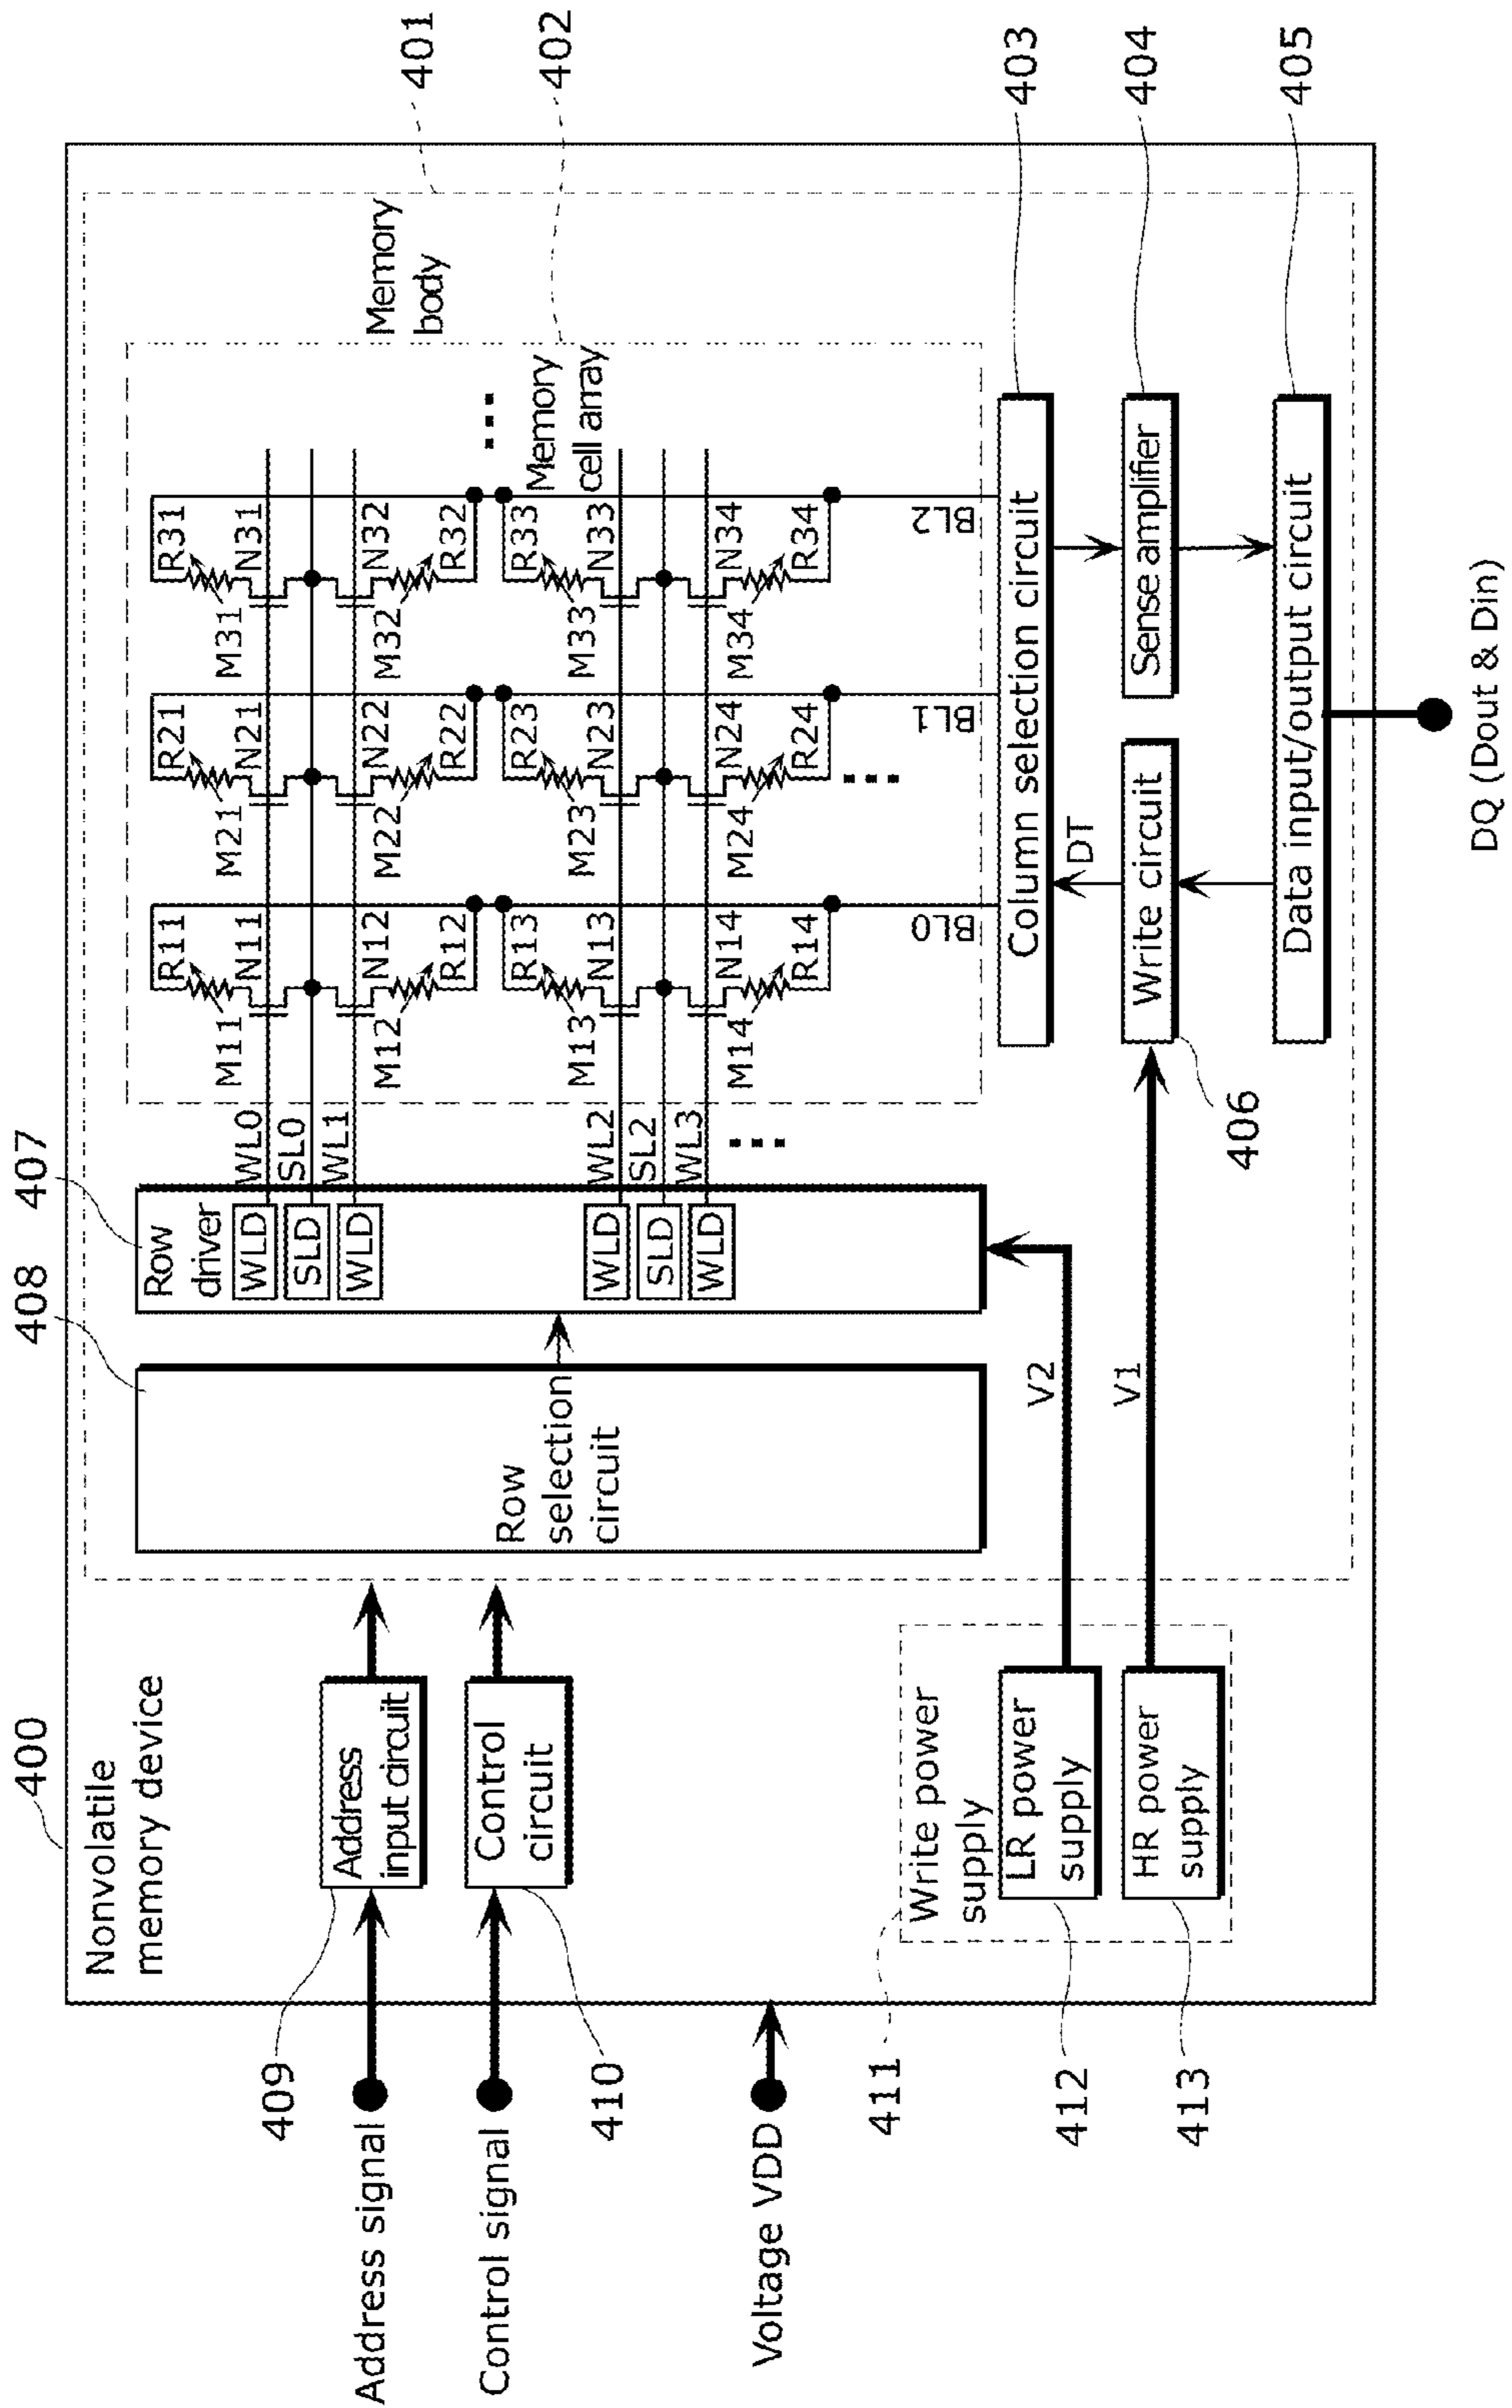 400
Nonvolatile
memory device
408
407
401
Memory
body
402
Row
driver
WLD
SLD
WLD
WLD
SLD
WLD
WL0
SL0
WL1
WL2
SL2
WL3
...
M11
R11
N11
M21
R21
N21
M31
R31
N31
M12
N12
R12
M22
N22
R22
M32
N32
R32
...
Memory
cell array
M13
R13
N13
M23
R23
N23
M33
R33
N33
M14
N14
R14
M24
N24
R24
M34
N34
R34
...
BL0
BL1
BL2
Row
selection
circuit
409
Address
input circuit
Address signal
Control
circuit
Control signal
410
Voltage VDD
411
Write power
supply
412
LR power
supply
V2
413
HR power
supply
V1
Column selection circuit
403
DT
Write circuit
406
Sense amplifier
404
Data input/output circuit
405
DQ (Dout & Din)